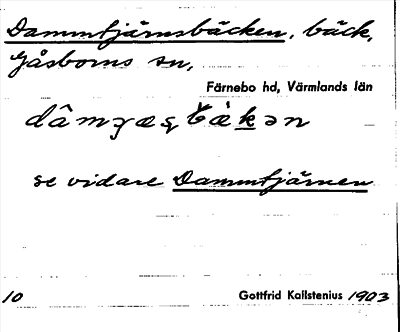 Dammtjärnsbäcken, bäck,
Gåsborns sn,
Färnebo hd, Värmlands län
se vidare Dammtjärnen
10 Gottfrid Kallstenius 1903